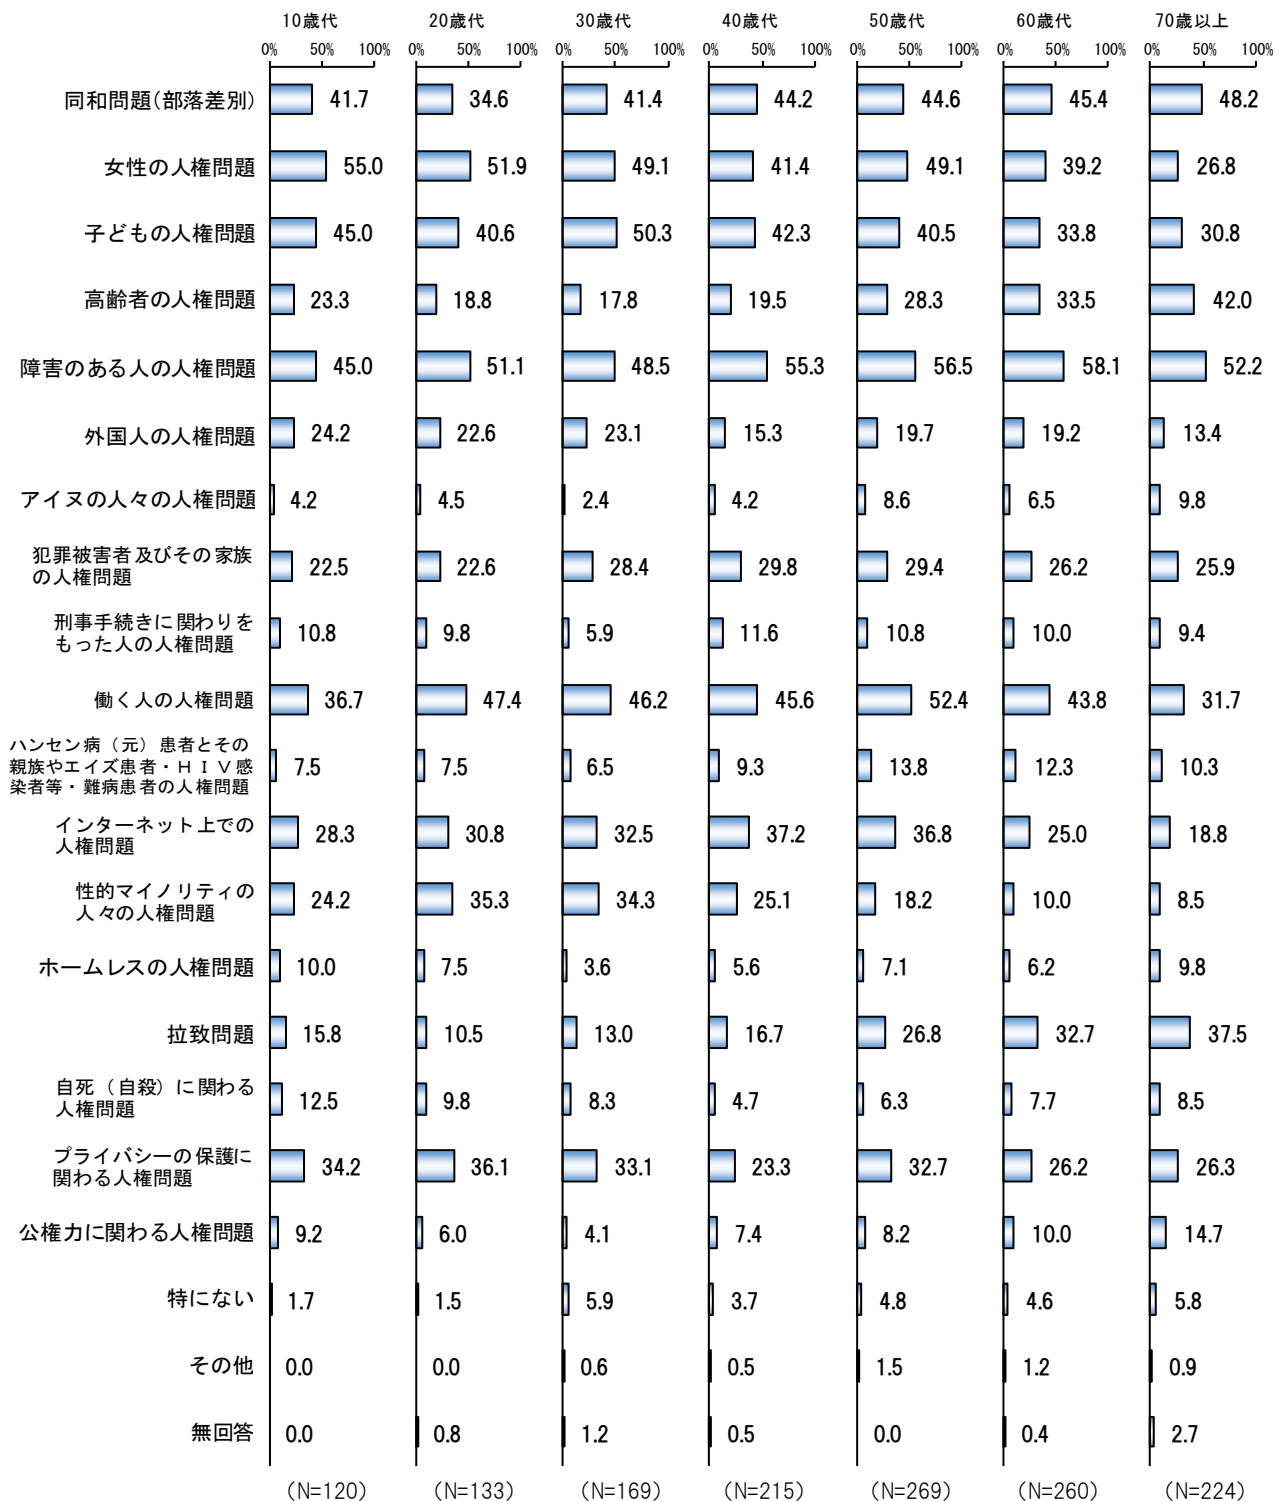 10歳代 20歳代 30歳代 40歳代 50歳代 60歳代 70歳以上
0% 50% 100% 0% 50% 100% 0% 50% 100% 0% 50% 100% 0% 50% 100% 0% 50% 100% 0% 50% 100%
同和問題(部落差別) 41.7 34.6 41.4 44.2 44.6 45.4 48.2
女性の人権問題 55.0 51.9 49.1 41.4 49.1 39.2 26.8
子どもの人権問題 45.0 40.6 50.3 42.3 40.5 33.8 30.8
高齢者の人権問題 23.3 18.8 17.8 19.5 28.3 33.5 42.0
障害のある人の人権問題 45.0 51.1 48.5 55.3 56.5 58.1 52.2
外国人の人権問題 24.2 22.6 23.1 15.3 19.7 19.2 13.4
アイヌの人々の人権問題 4.2 4.5 2.4 4.2 8.6 6.5 9.8
犯罪被害者及びその家族
の人権問題 22.5 22.6 28.4 29.8 29.4 26.2 25.9
刑事手続きに関わりを
もった人の人権問題 10.8 9.8 5.9 11.6 10.8 10.0 9.4
働く人の人権問題 36.7 47.4 46.2 45.6 52.4 43.8 31.7
ハンセン病（元）患者とその
親族やエイズ患者・ＨＩＶ感
染者等・難病患者の人権問題 7.5 7.5 6.5 9.3 13.8 12.3 10.3
インターネット上での
人権問題 28.3 30.8 32.5 37.2 36.8 25.0 18.8
性的マイノリティの
人々の人権問題 24.2 35.3 34.3 25.1 18.2 10.0 8.5
ホームレスの人権問題 10.0 7.5 3.6 5.6 7.1 6.2 9.8
拉致問題 15.8 10.5 13.0 16.7 26.8 32.7 37.5
自死（自殺）に関わる
人権問題 12.5 9.8 8.3 4.7 6.3 7.7 8.5
プライバシーの保護に
関わる人権問題 34.2 36.1 33.1 23.3 32.7 26.2 26.3
公権力に関わる人権問題 9.2 6.0 4.1 7.4 8.2 10.0 14.7
特にない 1.7 1.5 5.9 3.7 4.8 4.6 5.8
その他 0.0 0.0 0.6 0.5 1.5 1.2 0.9
無回答 0.0 0.8 1.2 0.5 0.0 0.4 2.7
（N=120） （N=133） （N=169） （N=215） （N=269） （N=260） （N=224）